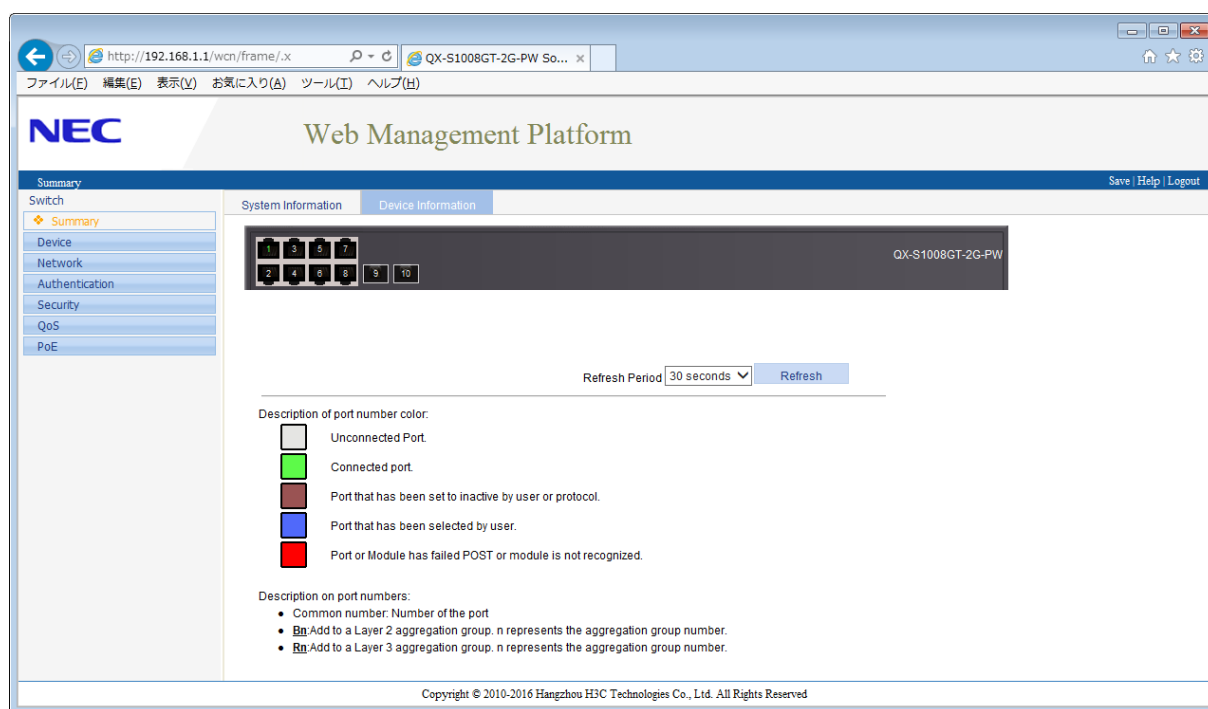 http://192.168.1.1/wcn/frame/.x
QX-S1008GT-2G-PW So...
ファイル(F) 編集(E) 表示(V) お気に入り(A) ツール(T) ヘルプ(H)
NEC
Web Management Platform
Summary
Save | Help | Logout
Switch
Summary
Device
Network
Authentication
Security
QoS
PoE
System Information Device Information
1 3 5 7
QX-S1008GT-2G-PW
2 4 6 8 9 10
Refresh Period 30 seconds Refresh
Description of port number color:
Unconnected Port.
Connected port.
Port that has been set to inactive by user or protocol.
Port that has been selected by user.
Port or Module has failed POST or module is not recognized.
Description on port numbers:
• Common number: Number of the port
• Bn:Add to a Layer 2 aggregation group. n represents the aggregation group number.
• Rn:Add to a Layer 3 aggregation group. n represents the aggregation group number.
Copyright © 2010-2016 Hangzhou H3C Technologies Co., Ltd. All Rights Reserved